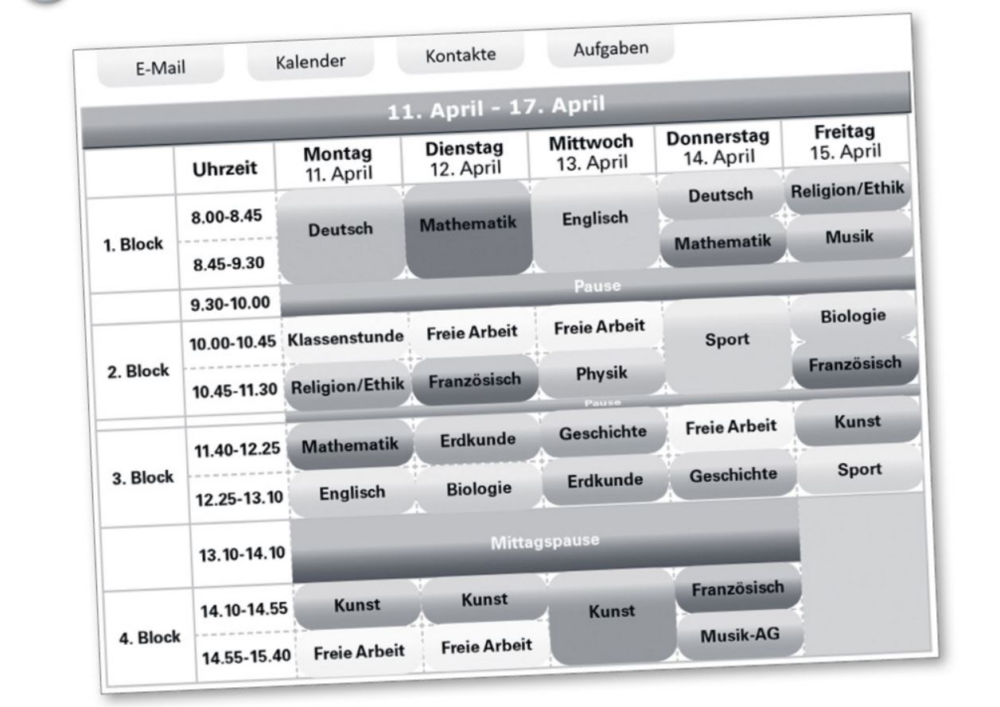 E-Mail Kalender Kontakte Aufgaben
11. April - 17. April
Uhrzeit Montag Dienstag Mittwoch Donnerstag Freitag
11. April 12. April 13. April 14. April 15. April
1. Block
8.00-8.45 Deutsch Mathematik Englisch Deutsch Religion/Ethik
8.45-9.30 Mathematik Musik
9.30-10.00 Pause
2. Block
10.00-10.45 Klassenstunde Freie Arbeit Freie Arbeit Sport Biologie
10.45-11.30 Religion/Ethik Französisch Physik Französisch
Pause
3. Block
11.40-12.25 Mathematik Erdkunde Geschichte Freie Arbeit Kunst
12.25-13.10 Englisch Biologie Erdkunde Geschichte Sport
13.10-14.10 Mittagspause
4. Block
14.10-14.55 Kunst Kunst Kunst Französisch
14.55-15.40 Freie Arbeit Freie Arbeit Musik-AG